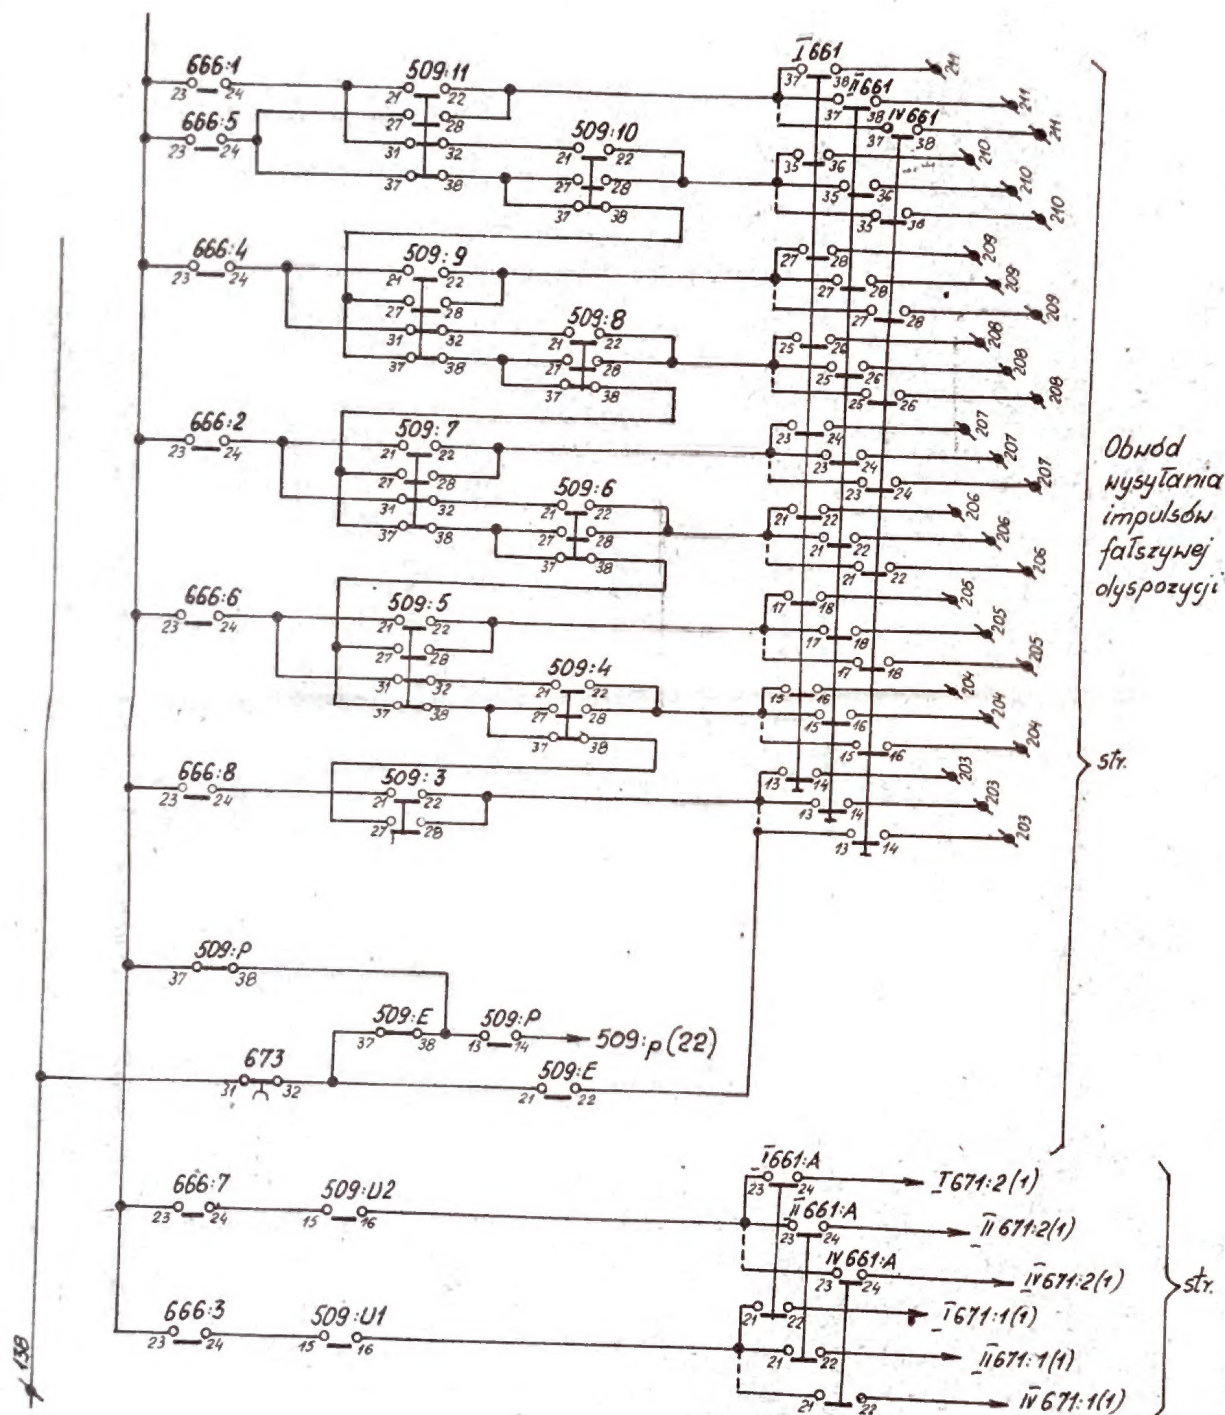 I 661
666:1 509:11 37 38 211
23 24 21 22 II 661
37 38 IV 661 211
666:5 27 28 509:10 37 38 211
23 24 31 32 21 22 35 36 210
37 38 27 28 35 36 210
37 38 35 36 210
666:4 509:9 27 28 209
23 24 21 22 27 28 209
27 28 509:8 27 28 209
31 32 21 22 25 26 208
37 38 27 28 25 26 208
37 38 25 26 208
666:2 509:7 23 24 207
23 24 21 22 23 24 207
27 28 509:6 23 24 207
31 32 21 22 21 22 206
37 38 27 28 21 22 206
37 38 21 22 206
Obwód
wysyłania
impulsów
fałszywej
dyspozycji
666:6 509:5 17 18 205
23 24 21 22 17 18 205
27 28 509:4 17 18 205
31 32 21 22 15 16 204
37 38 27 28 15 16 204
37 38 15 16 204
str.
666:8 509:3 13 14 203
23 24 21 22 13 14 203
27 28 13 14 203
509:P
37 38
509:E 509:P
37 38 13 14 509:p(22)
673 509:E
31 32 21 22
I 661:A
666:7 509:U2 23 24 I 671:2(1)
23 24 15 16 II 661:A
23 24 II 671:2(1)
IV 661:A
23 24 IV 671:2(1)
str.
666:3 509:U1 21 22 I 671:1(1)
23 24 15 16 21 22 II 671:1(1)
21 22 IV 671:1(1)
138